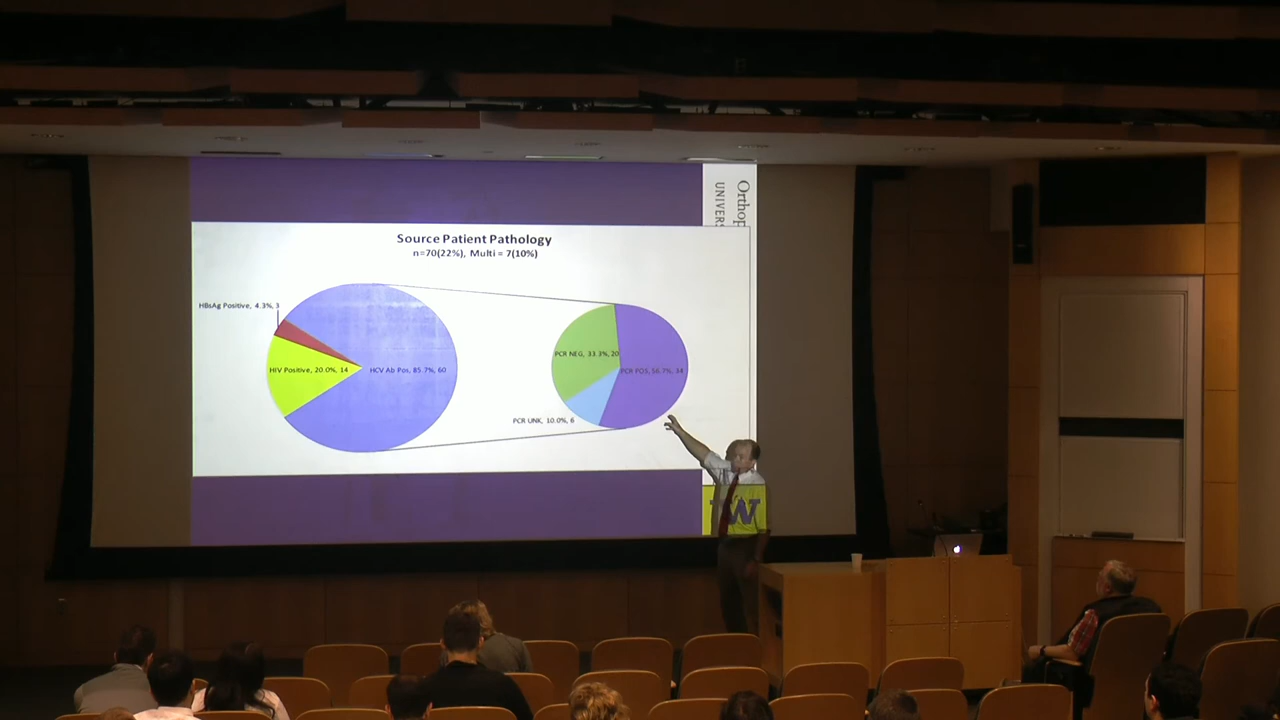 Source Patient Pathology
n=70(22%), Multi = 7(10%)
HBsAg Positive, 4.3%, 3
HIV Positive, 20.0%, 14
HCV Ab Pos, 85.7%, 60
PCR NEG, 33.3%, 20
PCR POS, 56.7%, 34
PCR UNK, 10.0%, 6
Orthop
UNIVERS
W